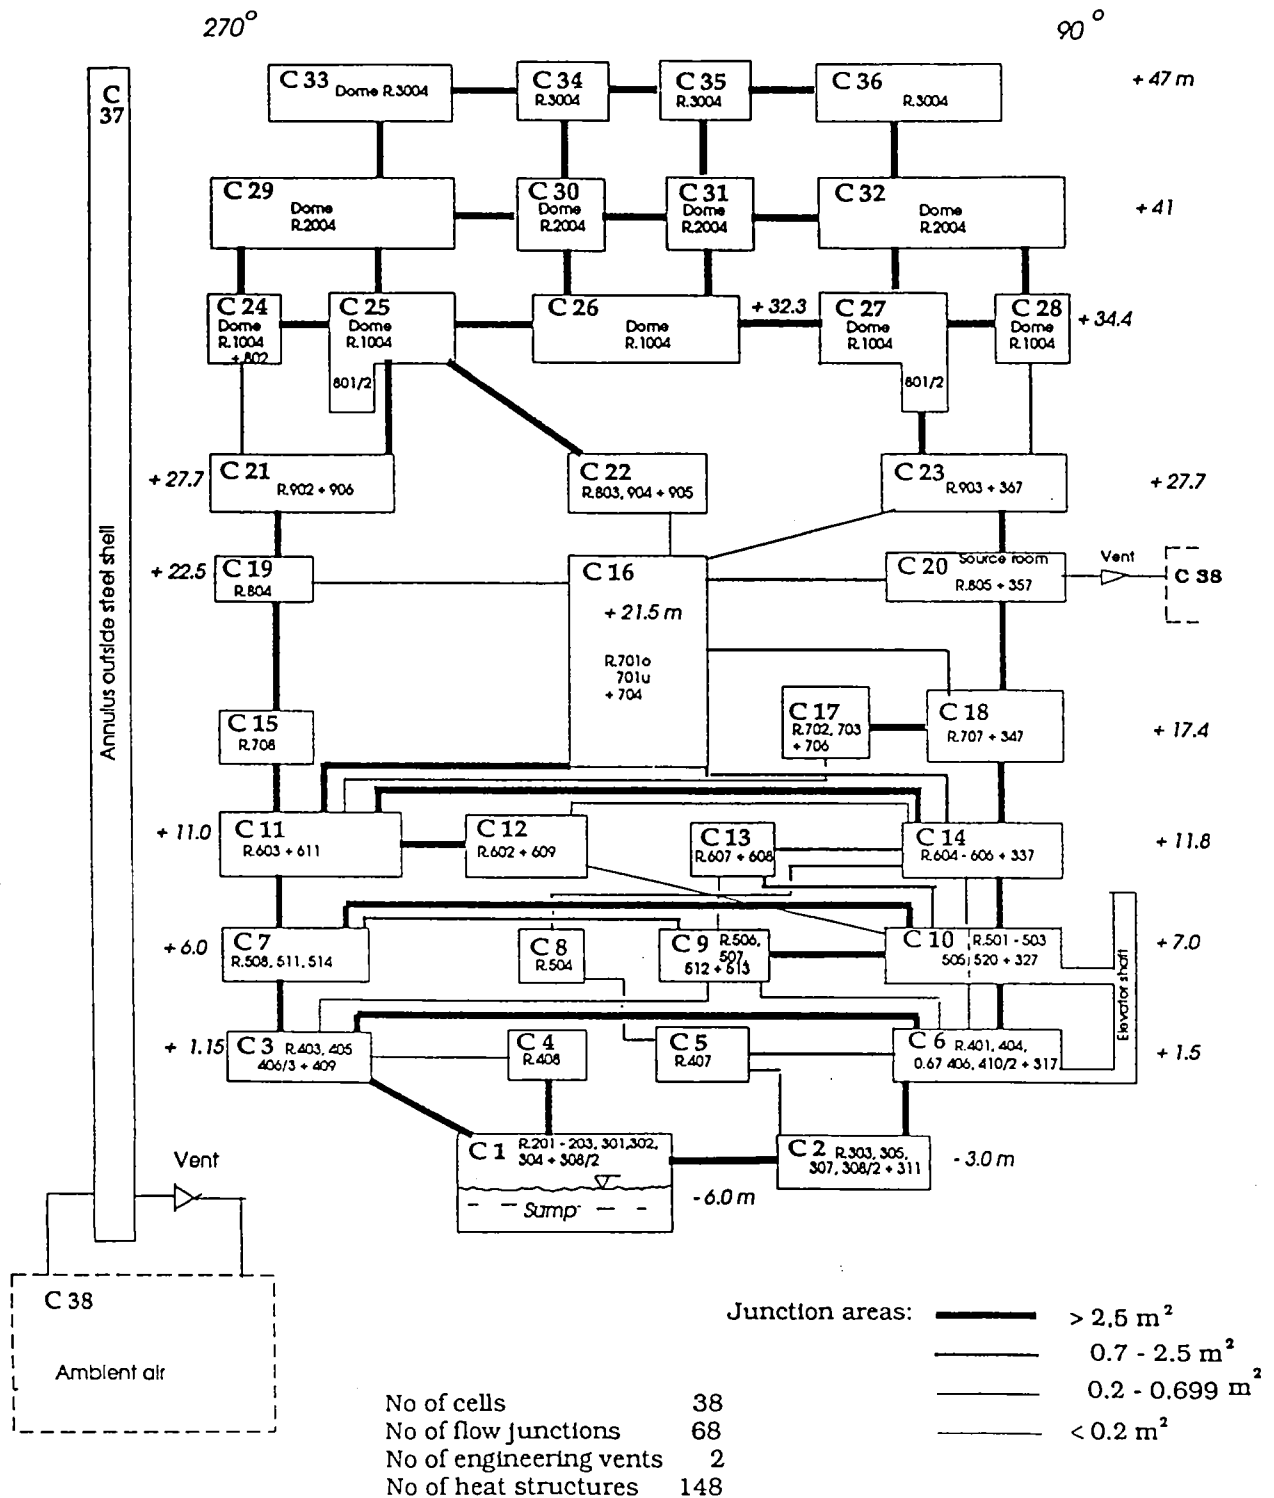 270°
90°
C 37
Annulus outside steel shell
C 33 Dome R.3004
C 34
R.3004
C 35
R.3004
C 36
R.3004
+ 47 m
C 29
Dome
R.2004
C 30
Dome
R.2004
C 31
Dome
R.2004
C 32
Dome
R.2004
+ 41
C 24
Dome
R.1004
+ 802
C 25
Dome
R.1004
801/2
C 26
Dome
R.1004
+ 32.3
C 27
Dome
R.1004
801/2
C 28
Dome
R.1004
+ 34.4
+ 27.7
C 21
R.902 + 906
C 22
R.803, 904 + 905
C 23
R.903 + 367
+ 27.7
+ 22.5
C 19
R.804
C 16
+ 21.5 m
R.701o
701u
+ 704
C 20 Source room
R.805 + 357
Vent
C 38
C 15
R.708
C 17
R.702, 703
+ 706
C 18
R.707 + 347
+ 17.4
+ 11.0
C 11
R.603 + 611
C 12
R.602 + 609
C 13
R.607 + 608
C 14
R.604 - 606 + 337
+ 11.8
+ 6.0
C 7
R.508, 511, 514
C 8
R.504
C 9 R.506,
507,
512 + 513
C 10 R.501 - 503
505, 520 + 327
+ 7.0
Elevator shaft
+ 1.15
C 3 R.403, 405
406/3 + 409
C 4
R.408
C 5
R.407
C 6 R.401, 404,
0.67 406, 410/2 + 317
+ 1.5
C 1 R.201 - 203, 301,302,
304 + 308/2
Sump
- 6.0 m
C 2 R.303, 305,
307, 308/2 + 311
- 3.0 m
Vent
C 38
Ambient air
Junction areas:
> 2,5 m²
0.7 - 2.5 m²
0.2 - 0.699 m²
< 0.2 m²
No of cells 38
No of flow junctions 68
No of engineering vents 2
No of heat structures 148